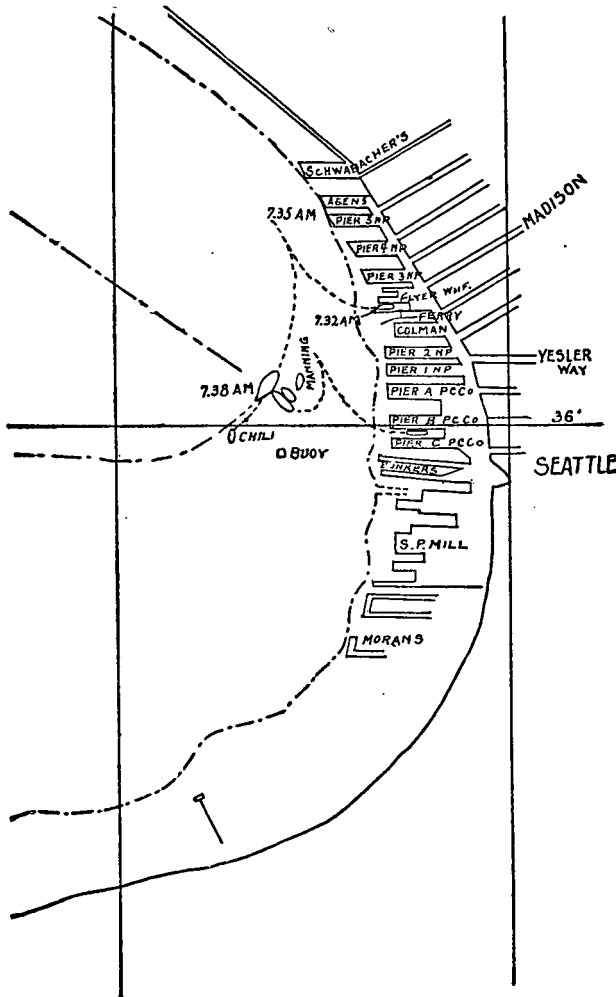 SCHWABACHER'S
AGENS
PIER 5 NP
7.35 AM
MADISON
PIER 4 NP
PIER 3 NP
FLYER WHF.
7.32 AM
FERRY
COLMAN
PIER 2 NP
YESLER
WAY
PIER 1 NP
MANNING
7.38 AM
PIER A PCCo
PIER B PCCo
36'
CHILI
PIER C PCCo
BUOY
BUNKERS
SEATTLE
S.P. MILL
MORANS